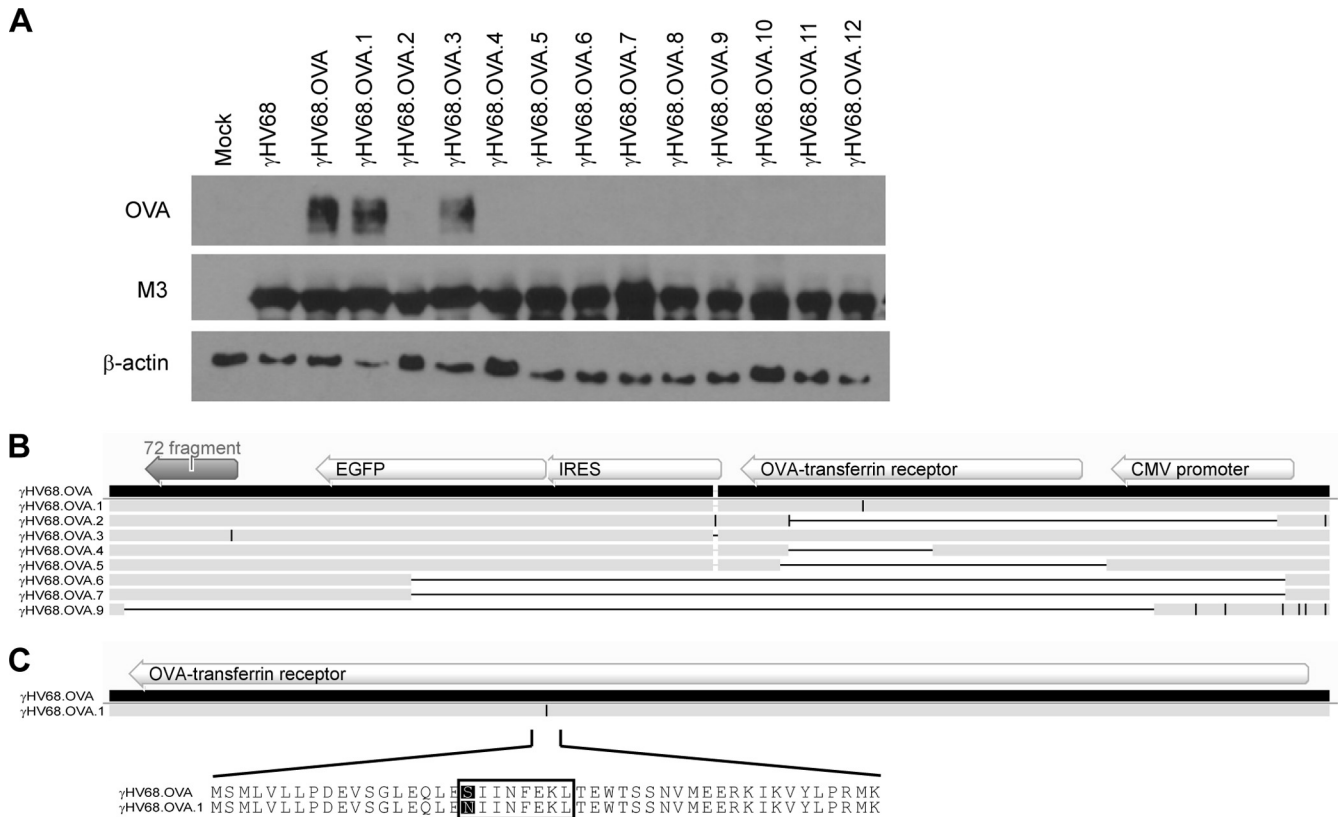 A
Mock
γHV68
γHV68.OVA
γHV68.OVA.1
γHV68.OVA.2
γHV68.OVA.3
γHV68.OVA.4
γHV68.OVA.5
γHV68.OVA.6
γHV68.OVA.7
γHV68.OVA.8
γHV68.OVA.9
γHV68.OVA.10
γHV68.OVA.11
γHV68.OVA.12
OVA
M3
β-actin
B
72 fragment
EGFP
IRES
OVA-transferrin receptor
CMV promoter
γHV68.OVA
γHV68.OVA.1
γHV68.OVA.2
γHV68.OVA.3
γHV68.OVA.4
γHV68.OVA.5
γHV68.OVA.6
γHV68.OVA.7
γHV68.OVA.9
C
OVA-transferrin receptor
γHV68.OVA
γHV68.OVA.1
γHV68.OVA MSMLVLLPDEVSGLEQLESIINFEKLTEWTSSNVMEERKIKVYLPRMK
γHV68.OVA.1 MSMLVLLPDEVSGLEQLENIINFEKLTEWTSSNVMEERKIKVYLPRMK